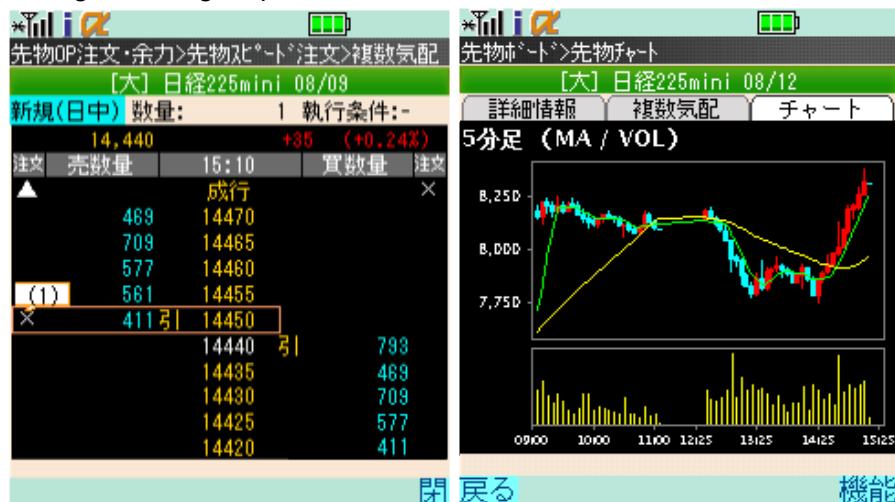 先物OP注文・余力>先物ｽﾋﾟｰﾄﾞ注文>複数気配
[大] 日経225mini 08/09
新規(日中) 数量: 1 執行条件:-
14,440 +35 (+0.24%)
注文 売数量 15:10 買数量 注文
△ 成行 ×
469 14470
709 14465
577 14460
(1) 561 14455
× 411 引 14450
14440 引 793
14435 469
14430 709
14425 577
14420 411
閉
i α
先物ﾎﾞｰﾄﾞ>先物ﾁｬｰﾄ
[大] 日経225mini 08/12
詳細情報 複数気配 チャート
5分足 (MA / VOL)
8,250
8,000
7,750
09:00 10:00 11:00 12:25 13:25 14:25 15:25
戻る 機能